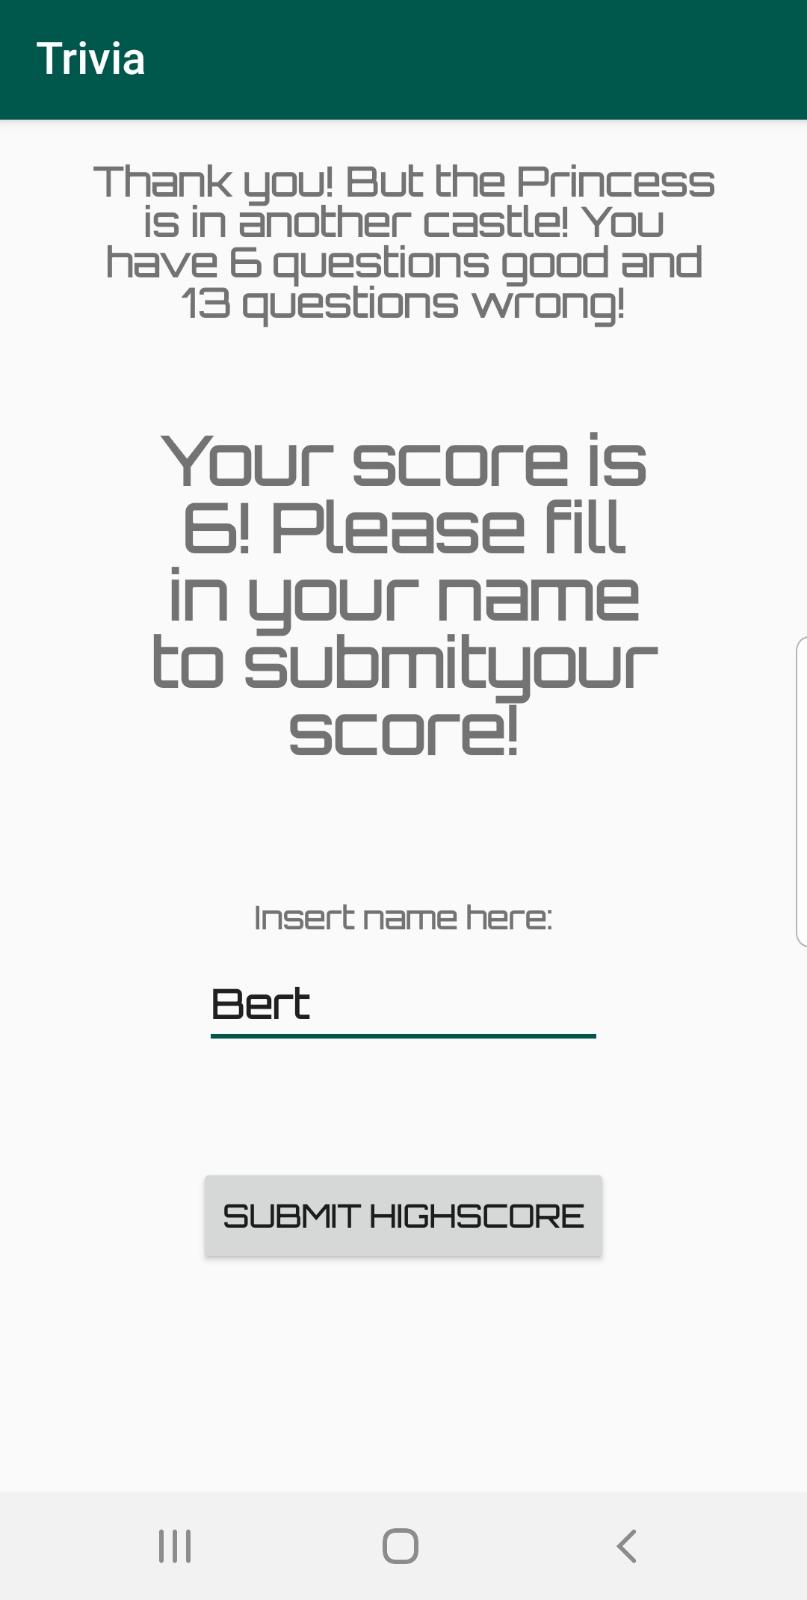 Trivia
Thank you! But the Princess
is in another castle! You
have 6 questions good and
13 questions wrong!
Your score is
6! Please fill
in your name
to submityour
score!
Insert name here:
Bert
SUBMIT HIGHSCORE